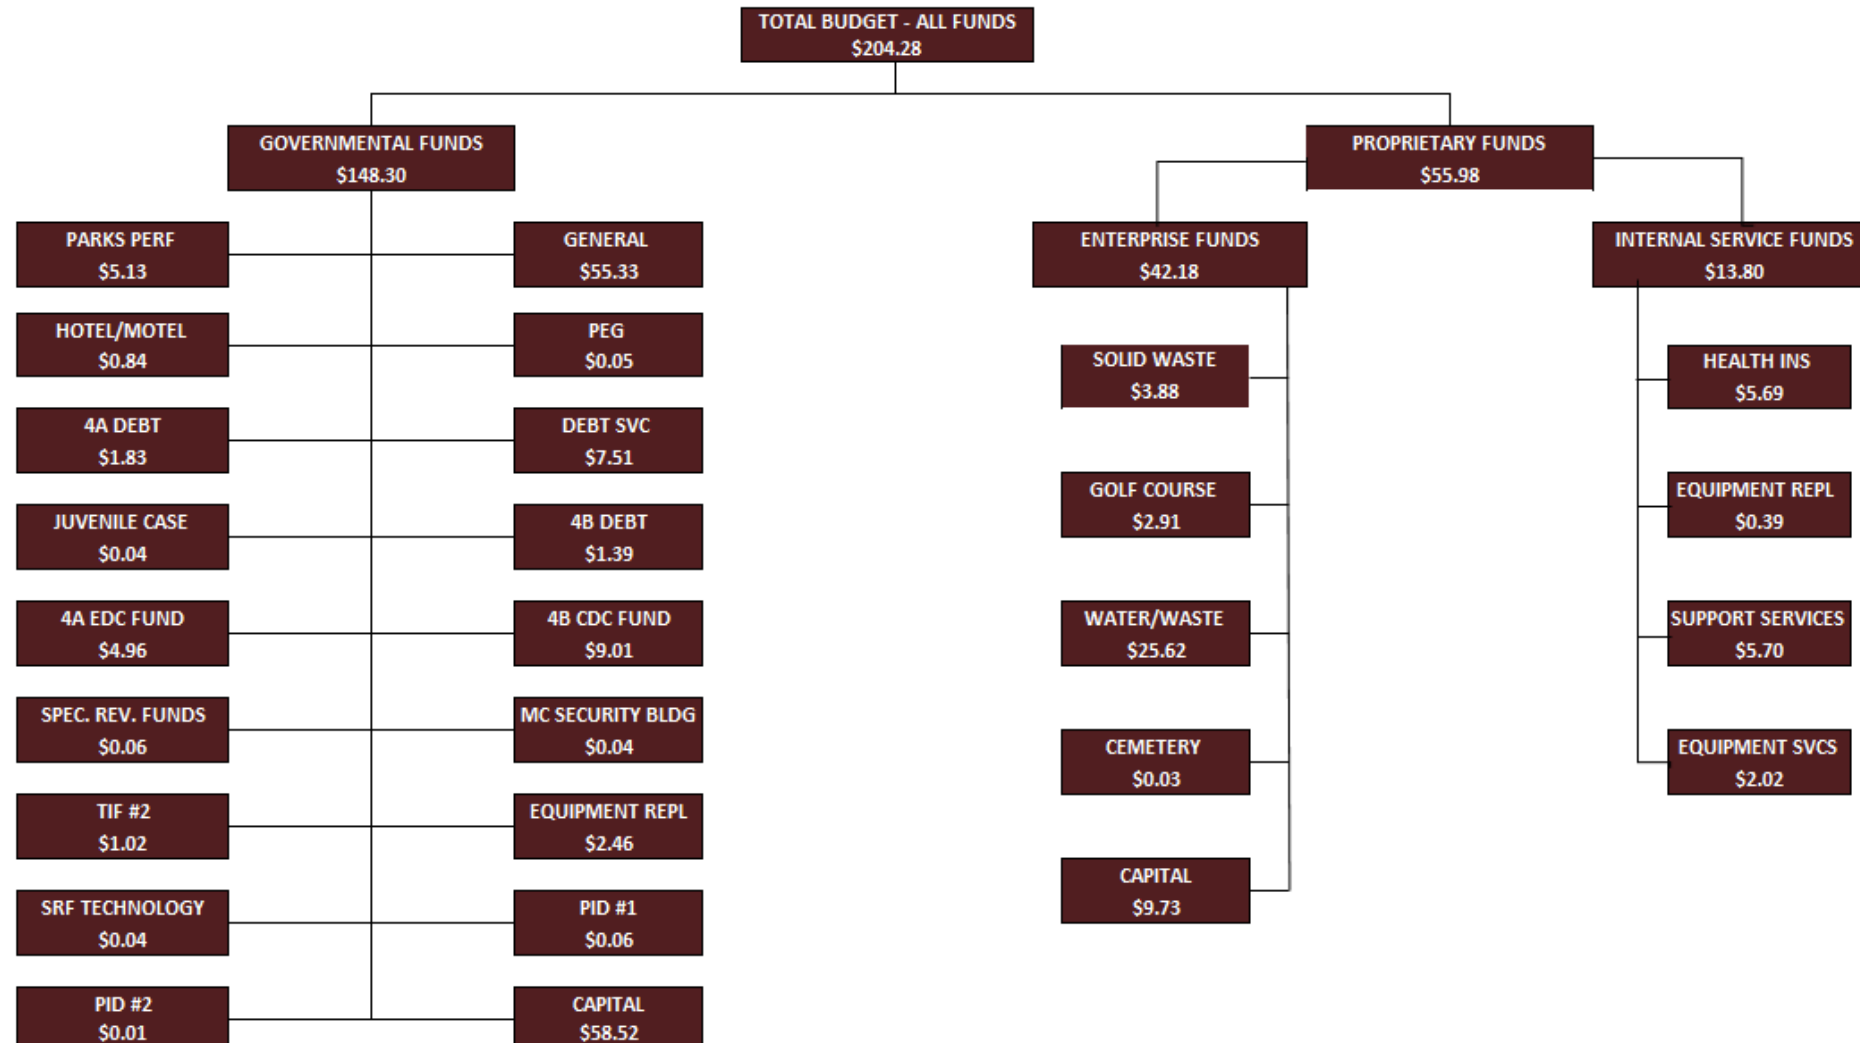 TOTAL BUDGET - ALL FUNDS
$204.28
GOVERNMENTAL FUNDS
$148.30
PROPRIETARY FUNDS
$55.98
PARKS PERF
$5.13
GENERAL
$55.33
HOTEL/MOTEL
$0.84
PEG
$0.05
4A DEBT
$1.83
DEBT SVC
$7.51
JUVENILE CASE
$0.04
4B DEBT
$1.39
4A EDC FUND
$4.96
4B CDC FUND
$9.01
SPEC. REV. FUNDS
$0.06
MC SECURITY BLDG
$0.04
TIF #2
$1.02
EQUIPMENT REPL
$2.46
SRF TECHNOLOGY
$0.04
PID #1
$0.06
PID #2
$0.01
CAPITAL
$58.52
ENTERPRISE FUNDS
$42.18
SOLID WASTE
$3.88
GOLF COURSE
$2.91
WATER/WASTE
$25.62
CEMETERY
$0.03
CAPITAL
$9.73
INTERNAL SERVICE FUNDS
$13.80
HEALTH INS
$5.69
EQUIPMENT REPL
$0.39
SUPPORT SERVICES
$5.70
EQUIPMENT SVCS
$2.02